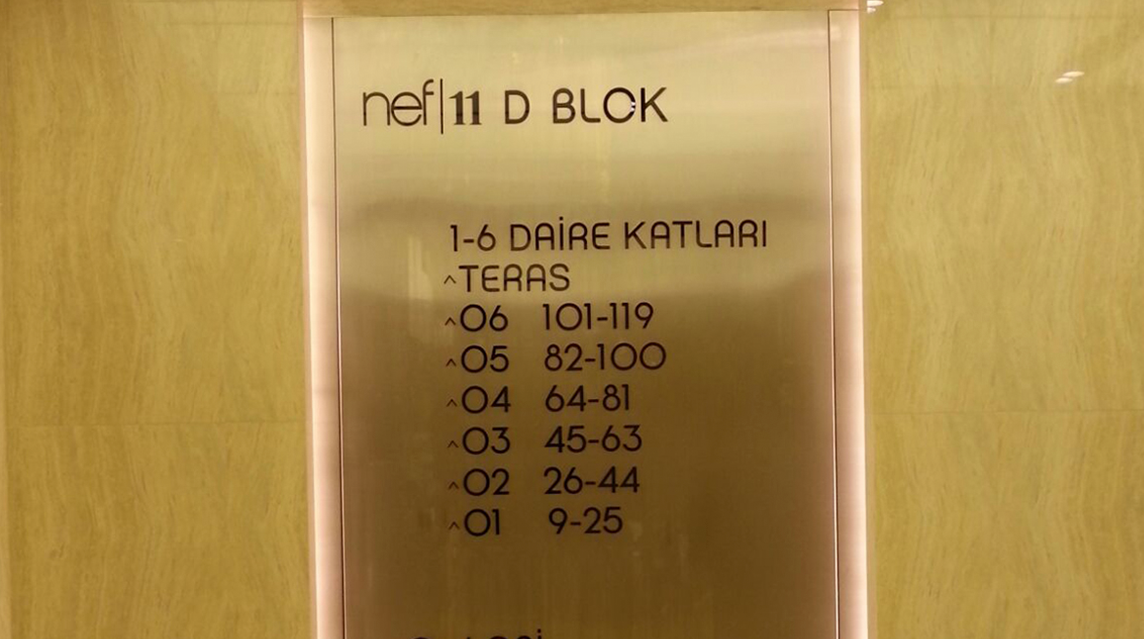 nef|11 D BLOK
1-6 DAİRE KATLARI
^TERAS
^06 101-119
^05 82-100
^04 64-81
^03 45-63
^02 26-44
^01 9-25